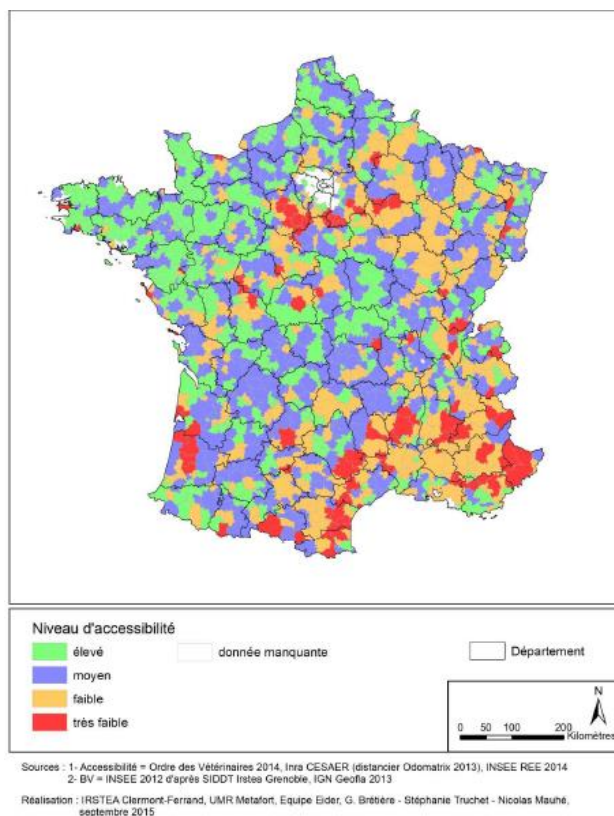 Niveau d'accessibilité
élevé
donnée manquante
Département
moyen
faible
très faible
N
0 50 100 200
Kilomètres
Sources : 1- Accessibilité = Ordre des Vétérinaires 2014, Inra CESAER (distancier Odomatrix 2013), INSEE REE 2014
2- BV = INSEE 2012 d'après SIDDT Irstea Grenoble, IGN Geofla 2013
Réalisation : IRSTEA Clermont-Ferrand, UMR Metafort, Equipe Eider, G. Brétière - Stéphanie Truchet - Nicolas Mauhé,
septembre 2015